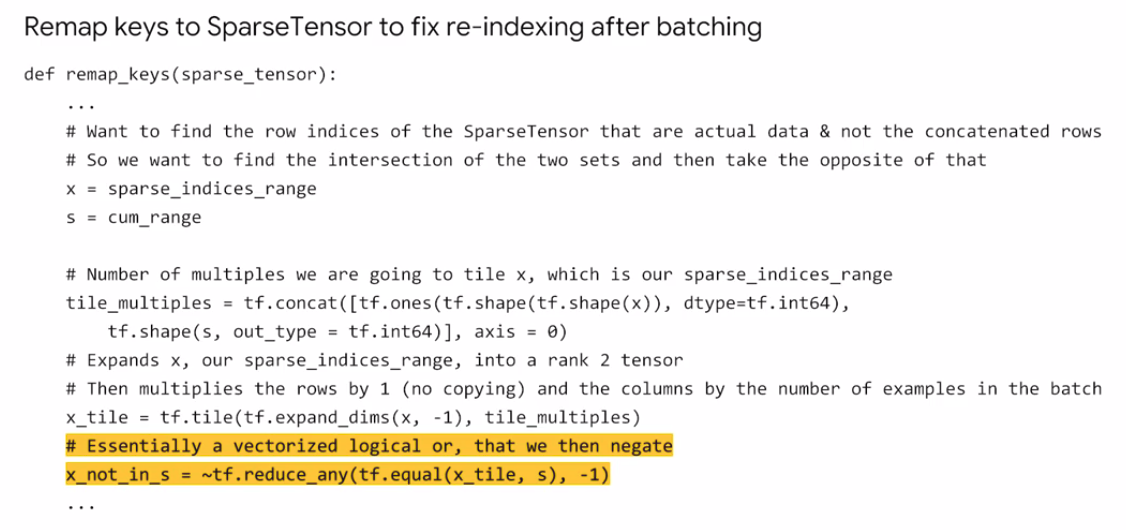 Remap keys to SparseTensor to fix re-indexing after batching
def remap_keys(sparse_tensor):
    ...
    # Want to find the row indices of the SparseTensor that are actual data & not the concatenated rows
    # So we want to find the intersection of the two sets and then take the opposite of that
    x = sparse_indices_range
    s = cum_range

    # Number of multiples we are going to tile x, which is our sparse_indices_range
    tile_multiples = tf.concat([tf.ones(tf.shape(tf.shape(x)), dtype=tf.int64),
        tf.shape(s, out_type = tf.int64)], axis = 0)
    # Expands x, our sparse_indices_range, into a rank 2 tensor
    # Then multiplies the rows by 1 (no copying) and the columns by the number of examples in the batch
    x_tile = tf.tile(tf.expand_dims(x, -1), tile_multiples)
    # Essentially a vectorized logical or, that we then negate
    x_not_in_s = ~tf.reduce_any(tf.equal(x_tile, s), -1)
    ...